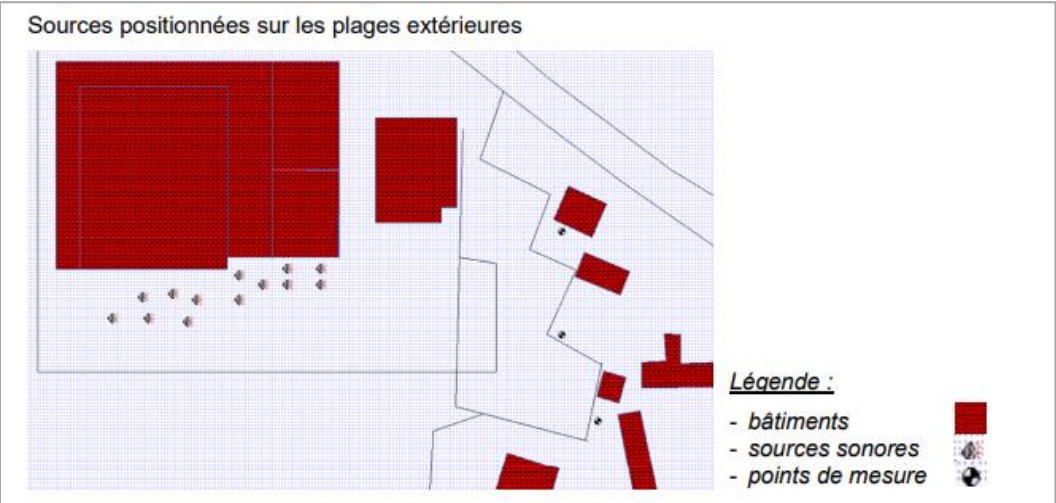 Sources positionnées sur les plages extérieures
Légende :
- bâtiments
- sources sonores
- points de mesure